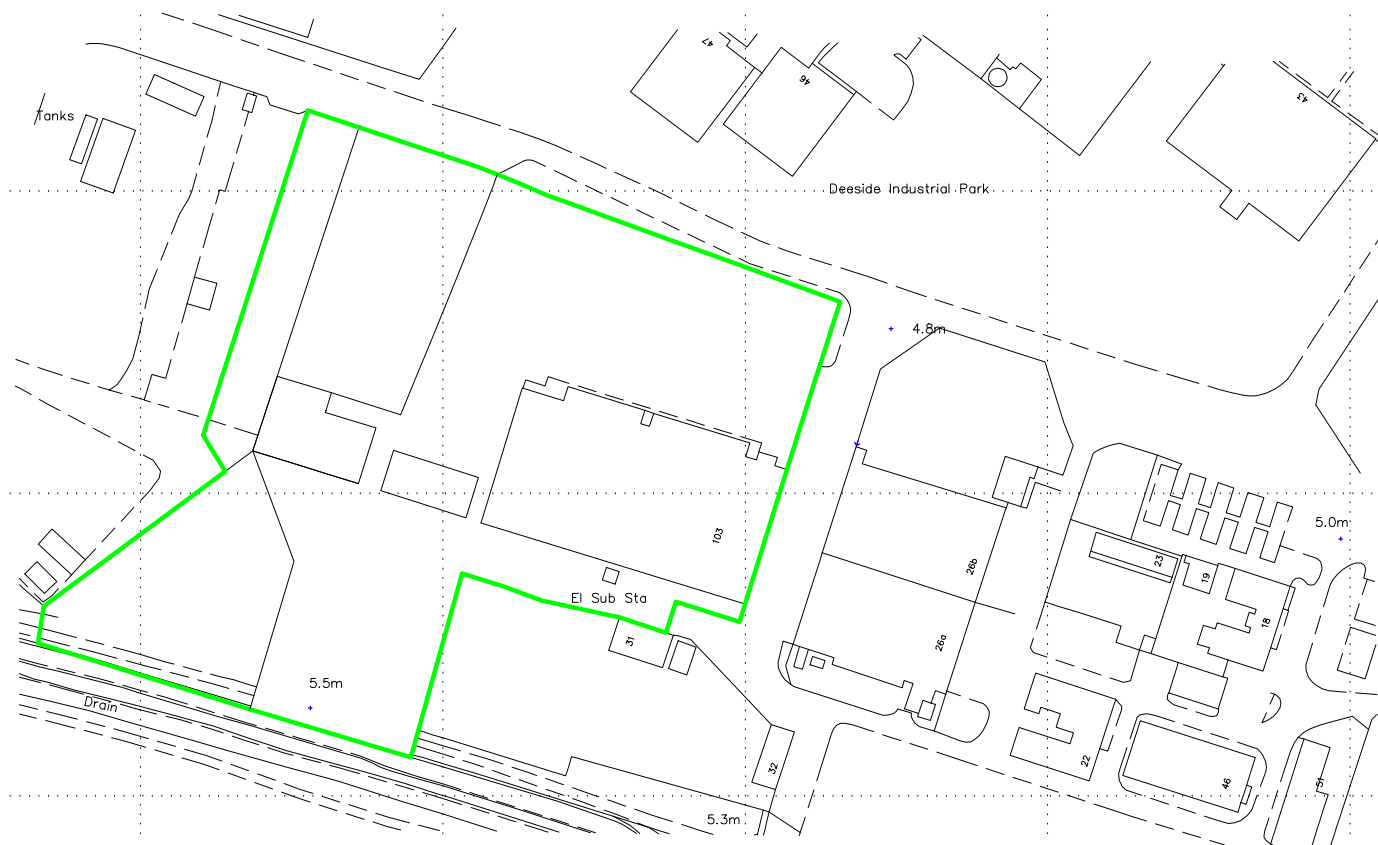 47
46
43
Tanks
Deeside Industrial Park
4.8m
5.0m
103
26b
23
19
El Sub Sta
18
31
26a
5.5m
Drain
22
32
46
51
5.3m